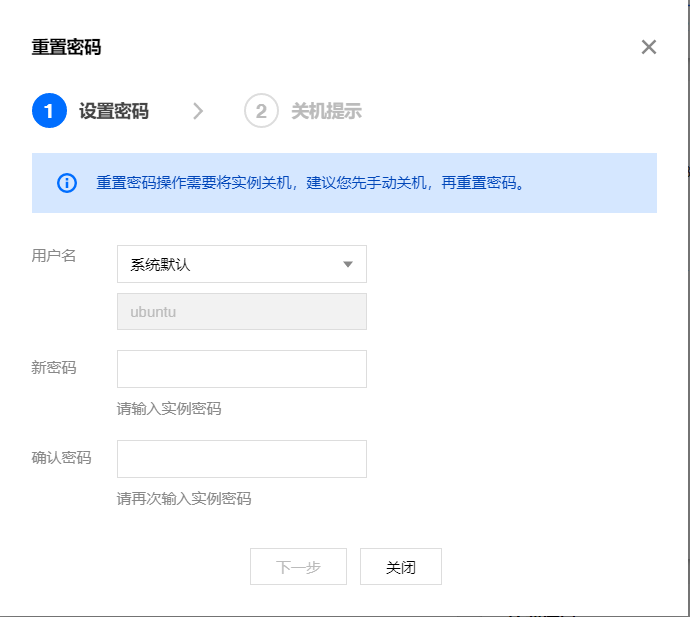 重置密码
1 设置密码 2 关机提示
重置密码操作需要将实例关机，建议您先手动关机，再重置密码。
用户名 系统默认
ubuntu
新密码
请输入实例密码
确认密码
请再次输入实例密码
下一步 关闭